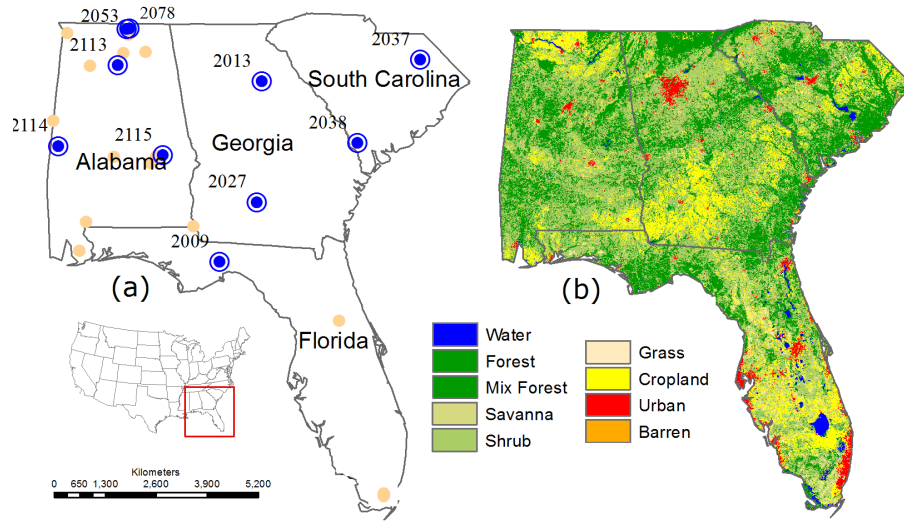 2053 2078
2113
2013
2037
South Carolina
2114
2115
2038
Georgia
Alabama
2027
2009
(a)
(b)
Florida
Water
Forest
Mix Forest
Savanna
Shrub
Grass
Cropland
Urban
Barren
Kilometers
0 650 1,300 2,600 3,900 5,200